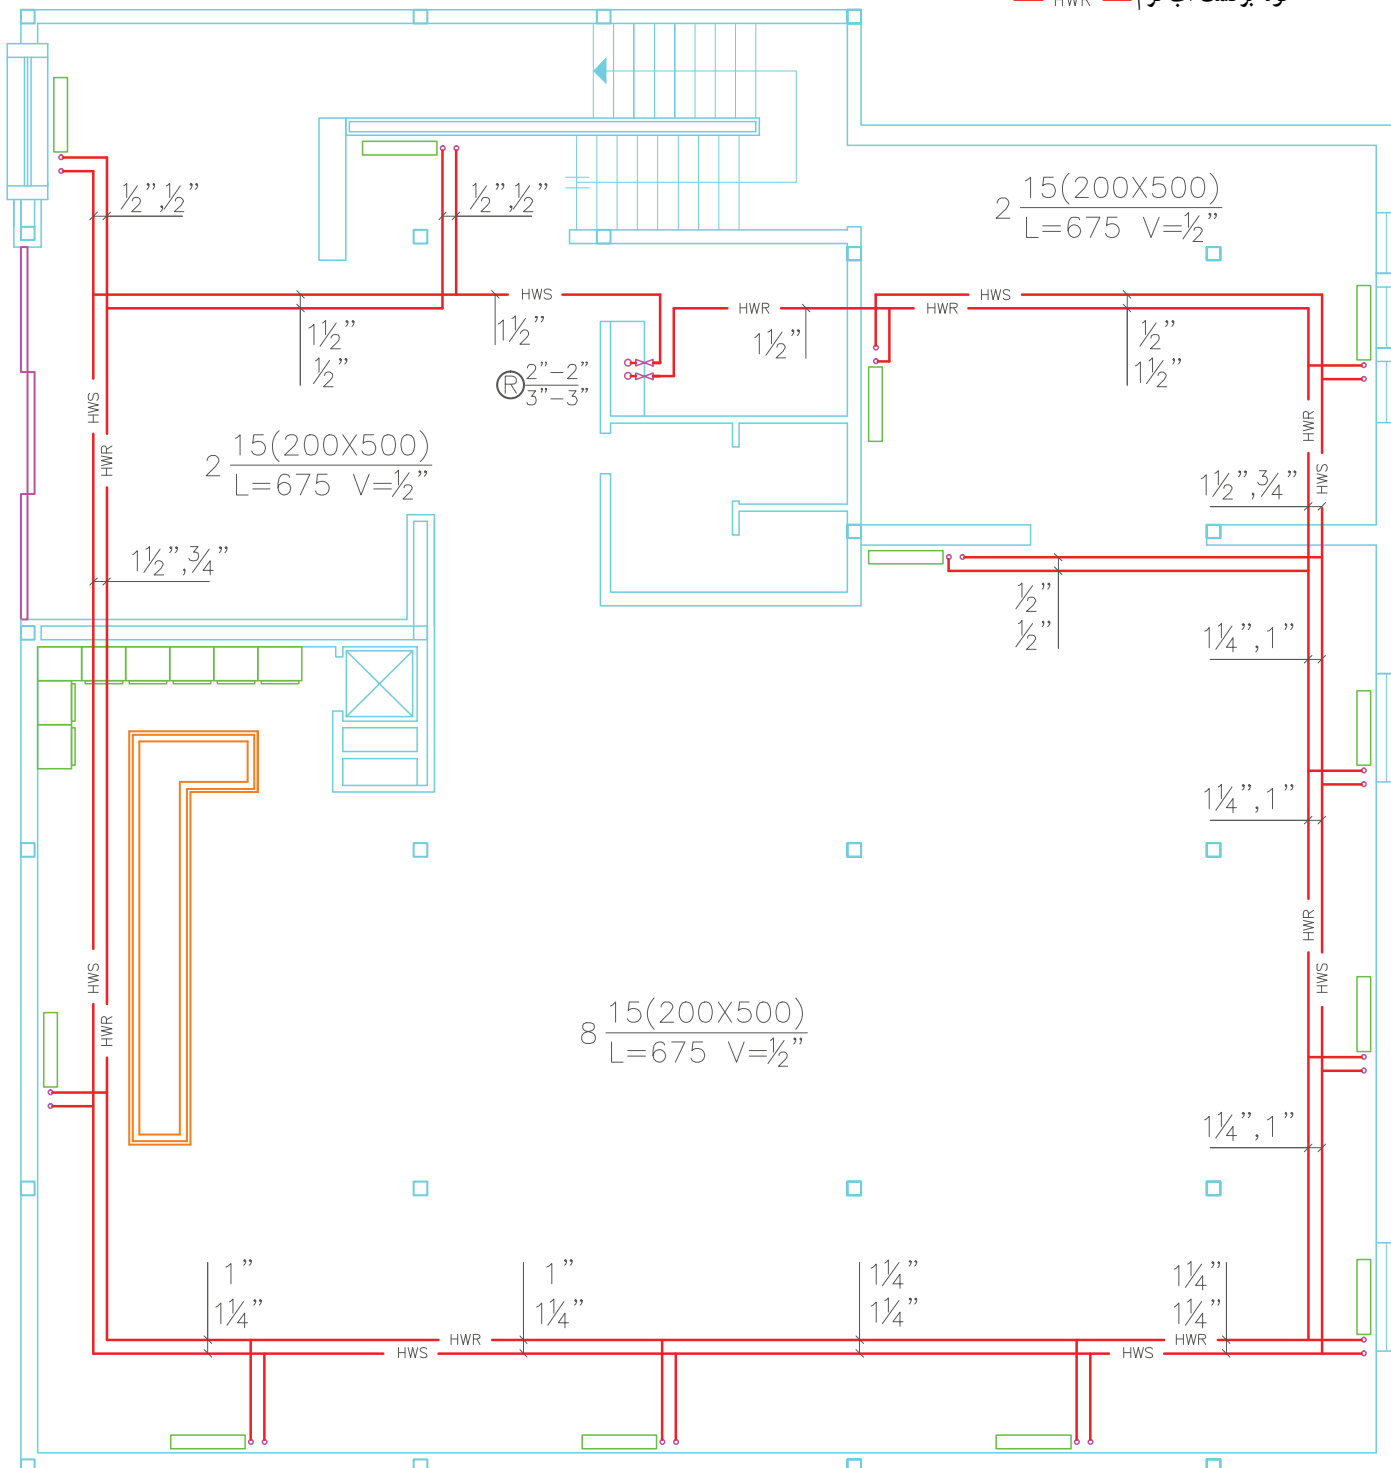 HWR
½”,½”
½”,½”
2 15(200X500)
L=675 V=½”
HWS
HWR
HWR
HWS
1½”
½”
1½”
1½”
½”
1½”
R 2”-2”
3”-3”
HWS
HWR
HWR
HWS
2 15(200X500)
L=675 V=½”
1½”,¾”
1½”,¾”
½”
½”
1¼”,1”
1¼”,1”
HWR
HWS
HWS
HWR
8 15(200X500)
L=675 V=½”
1¼”,1”
1”
1¼”
1”
1¼”
1¼”
1¼”
1¼”
1¼”
HWR
HWS
HWR
HWS